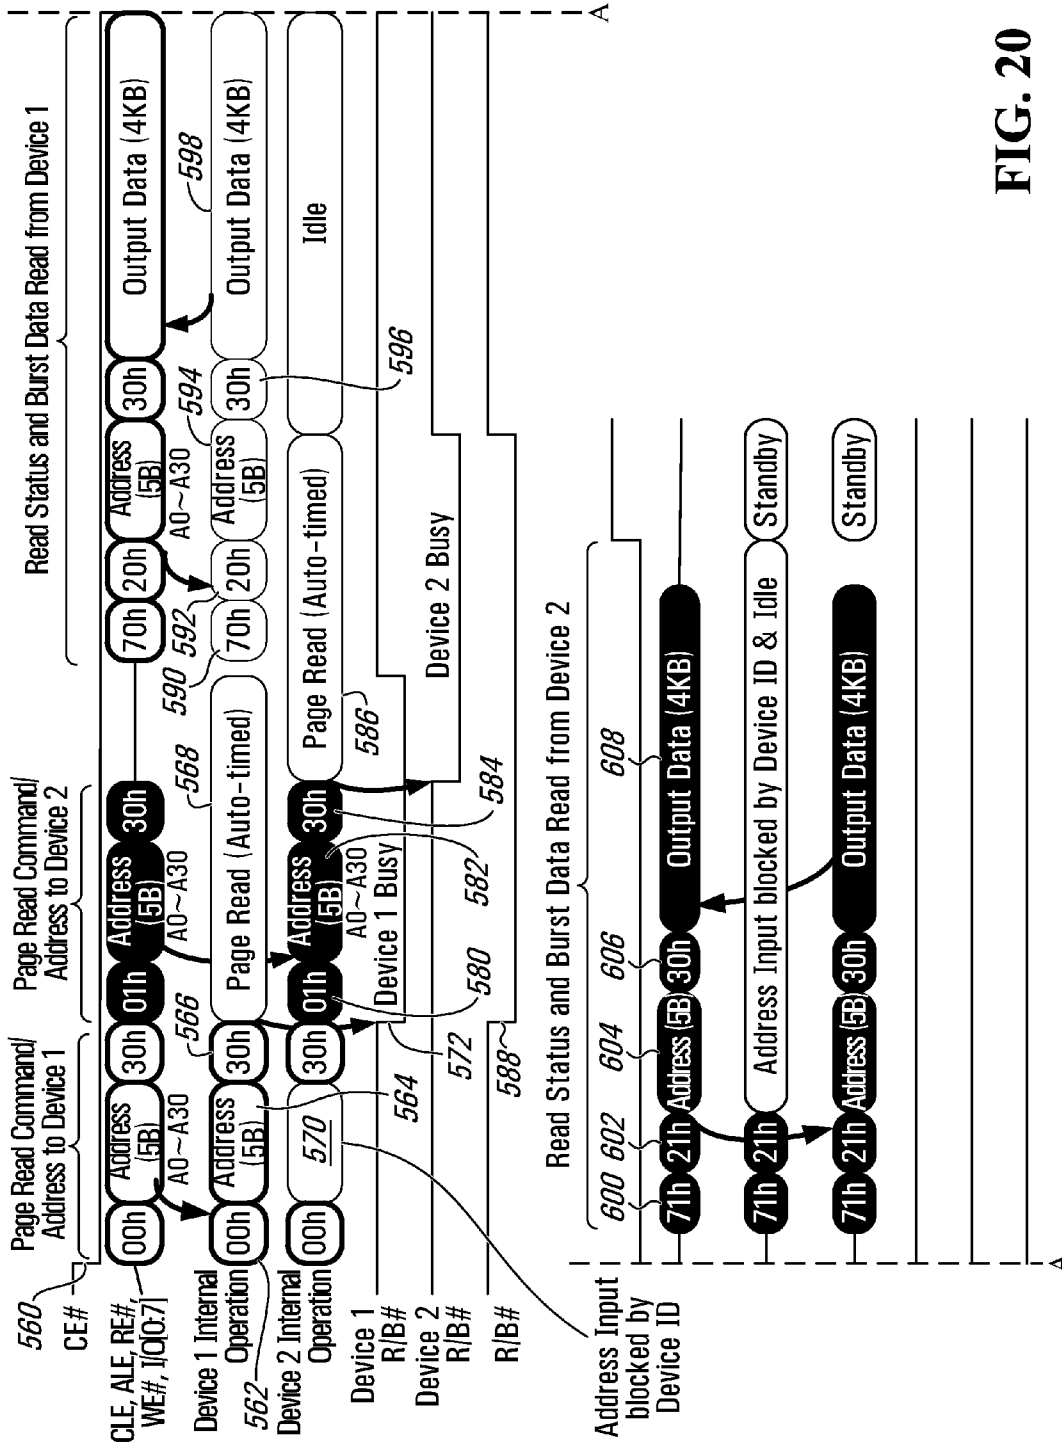 Page Read Command/
Address to Device 1
Page Read Command/
Address to Device 2
Read Status and Burst Data Read from Device 1
560
CE#
A
CLE, ALE, RE#,
WE#, I/O[0:7]
00h
Address
(5B)
30h
01h
Address
(5B)
30h
70h
20h
Address
(5B)
30h
Output Data (4KB)
A0~A30
A0~A30
A0~A30
566
568
590
592
594
598
Device 1 Internal
Operation
00h
Address
(5B)
30h
Page Read (Auto-timed)
70h
20h
Address
(5B)
30h
Output Data (4KB)
562
Device 2 Internal
Operation
00h
570
30h
01h
Address
(5B)
30h
Page Read (Auto-timed)
Idle
A0~A30
564
580
582
584
586
596
Device 1
R/B#
Device 1 Busy
572
Device 2
R/B#
Device 2 Busy
R/B#
588
Address Input
blocked by
Device ID
Read Status and Burst Data Read from Device 2
600
602
604
606
608
71h
21h
Address (5B)
30h
Output Data (4KB)
71h
21h
Address Input blocked by Device ID & Idle
Standby
71h
21h
Address (5B)
30h
Output Data (4KB)
Standby
A
FIG. 20